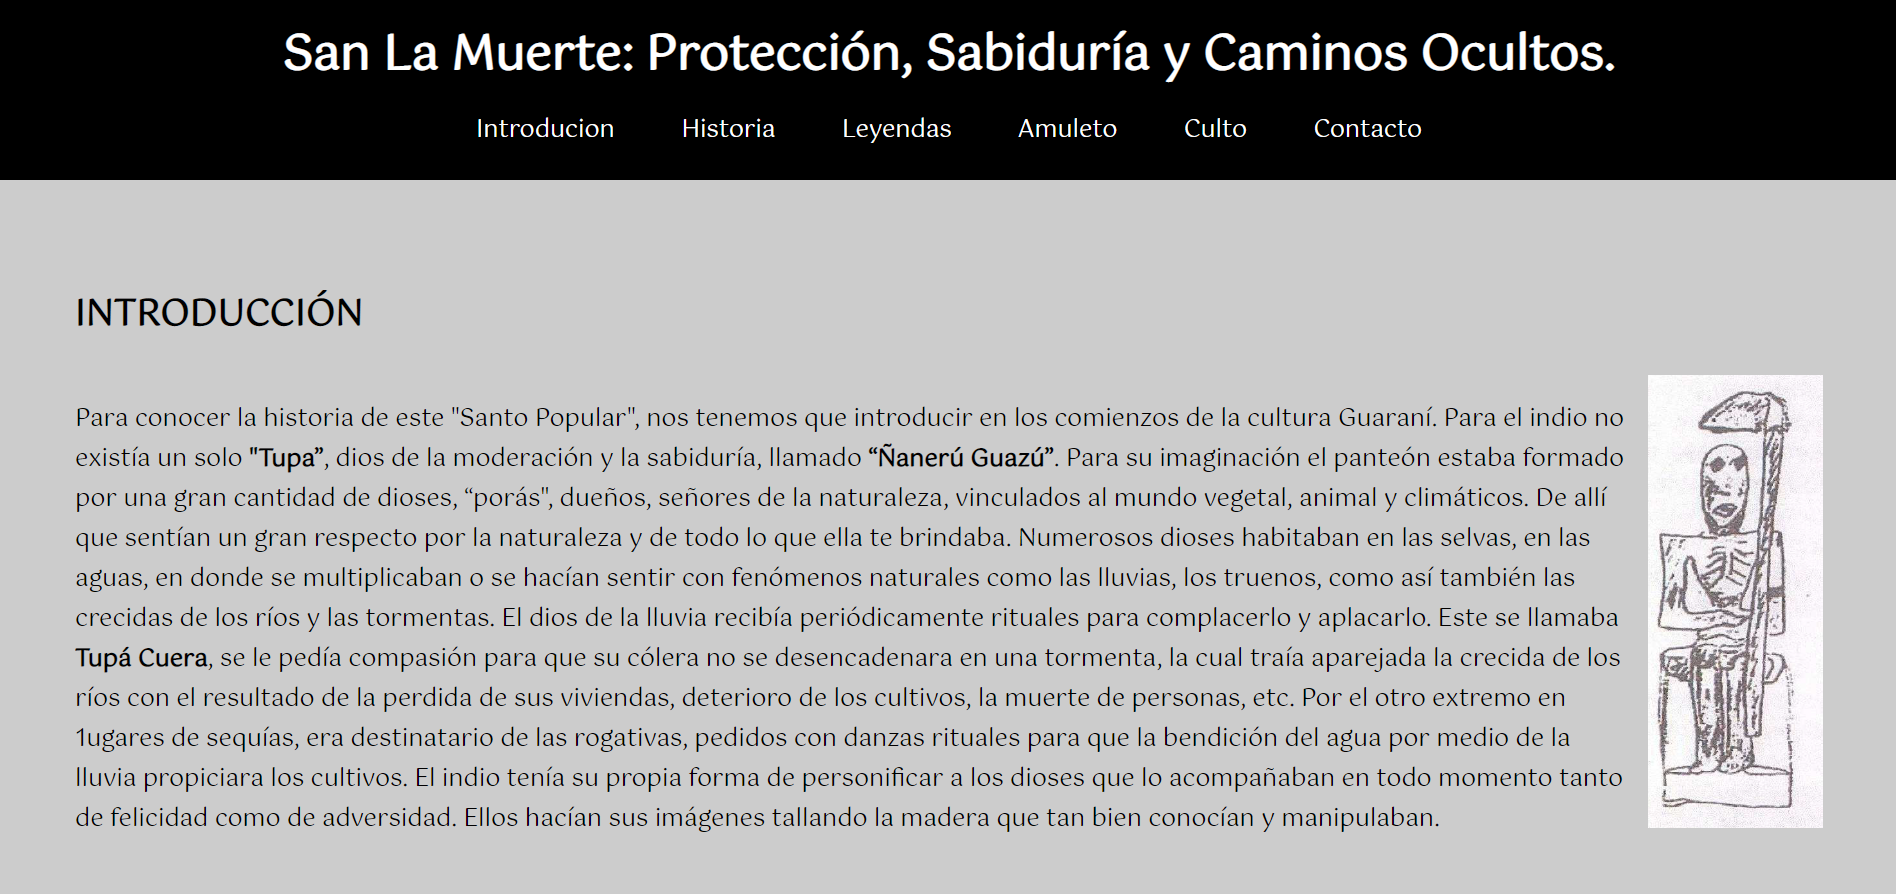 San La Muerte: Protección, Sabiduría y Caminos Ocultos.
Introducion Historia Leyendas Amuleto Culto Contacto
INTRODUCCIÓN
Para conocer la historia de este "Santo Popular", nos tenemos que introducir en los comienzos de la cultura Guaraní. Para el indio no
existía un solo "Tupa”, dios de la moderación y la sabiduría, llamado “Ñanerú Guazú”. Para su imaginación el panteón estaba formado
por una gran cantidad de dioses, “porás", dueños, señores de la naturaleza, vinculados al mundo vegetal, animal y climáticos. De allí
que sentían un gran respecto por la naturaleza y de todo lo que ella te brindaba. Numerosos dioses habitaban en las selvas, en las
aguas, en donde se multiplicaban o se hacían sentir con fenómenos naturales como las lluvias, los truenos, como así también las
crecidas de los ríos y las tormentas. El dios de la lluvia recibía periódicamente rituales para complacerlo y aplacarlo. Este se llamaba
Tupá Cuera, se le pedía compasión para que su cólera no se desencadenara en una tormenta, la cual traía aparejada la crecida de los
ríos con el resultado de la perdida de sus viviendas, deterioro de los cultivos, la muerte de personas, etc. Por el otro extremo en
1ugares de sequías, era destinatario de las rogativas, pedidos con danzas rituales para que la bendición del agua por medio de la
lluvia propiciara los cultivos. El indio tenía su propia forma de personificar a los dioses que lo acompañaban en todo momento tanto
de felicidad como de adversidad. Ellos hacían sus imágenes tallando la madera que tan bien conocían y manipulaban.